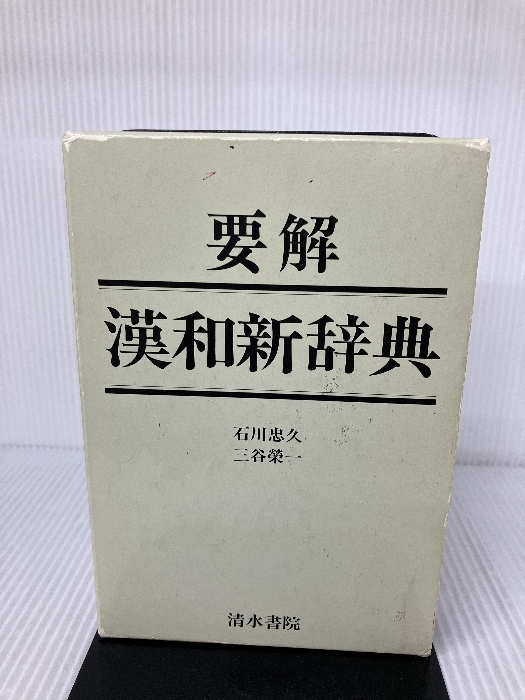 要解
漢和新辞典
石川忠久
三谷榮一
清水書院